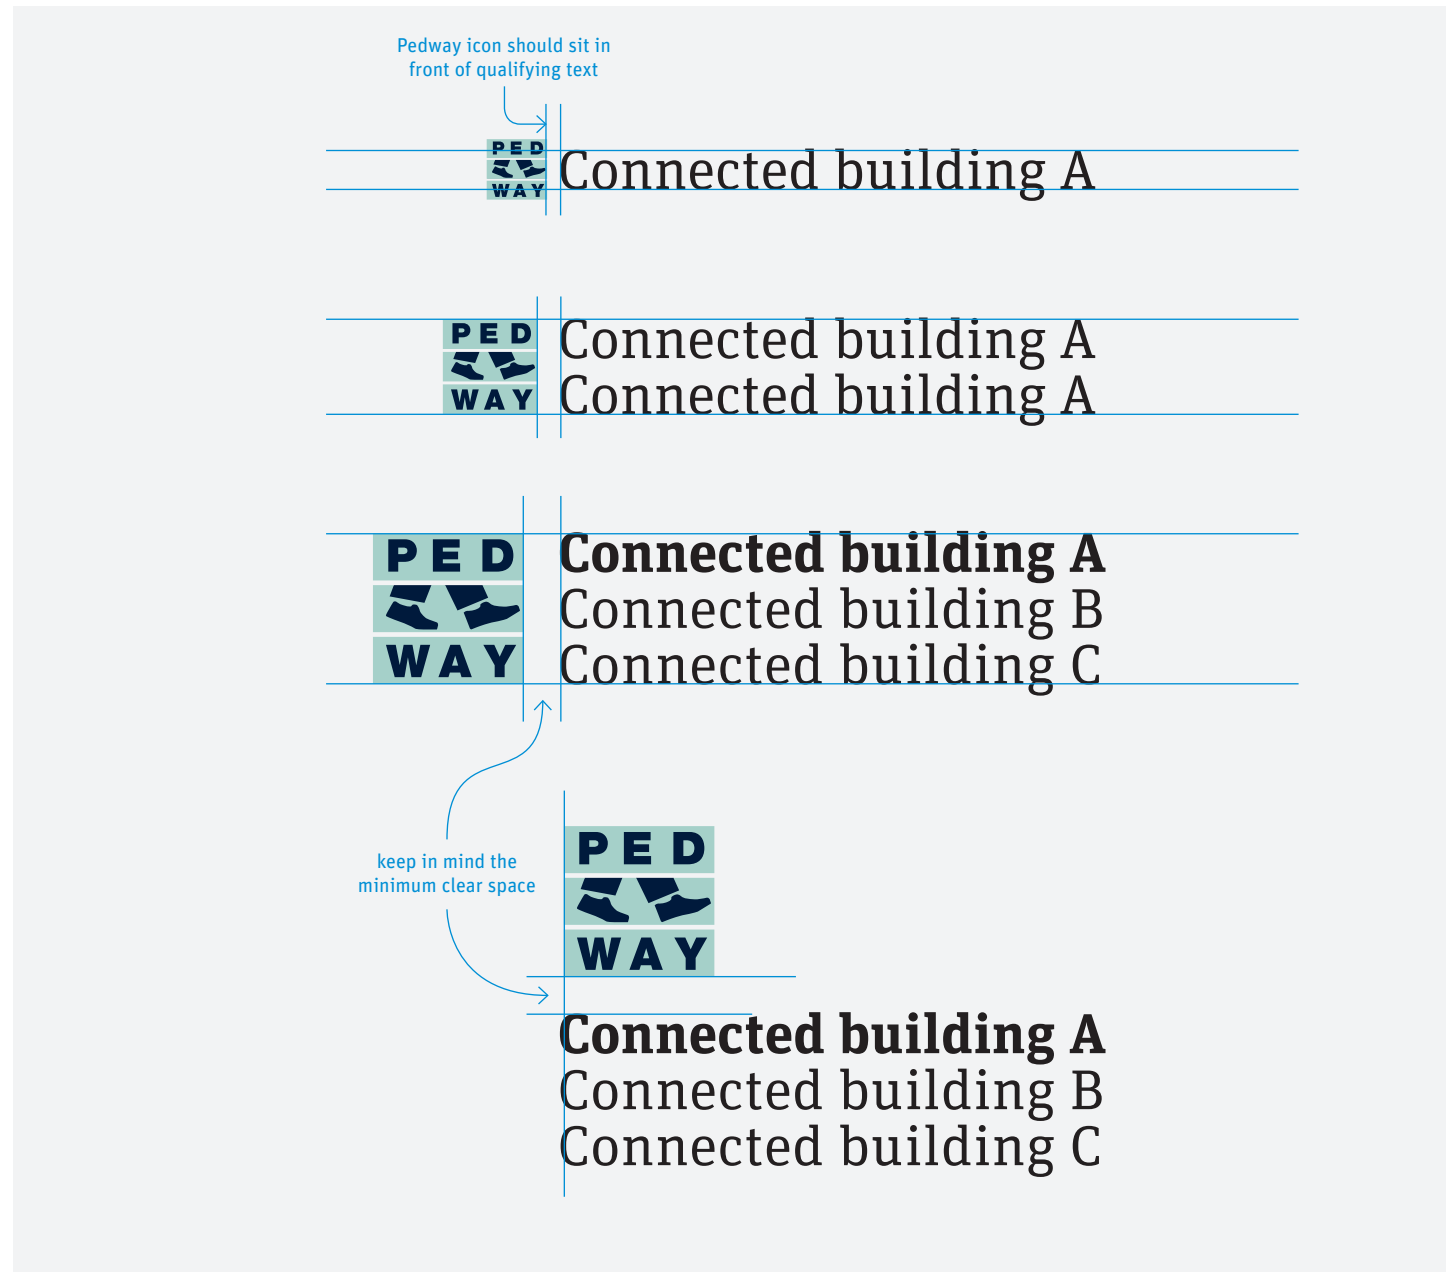 Pedway icon should sit in
front of qualifying text
PED
WAY
Connected building A
PED
WAY
Connected building A
Connected building A
PED
WAY
Connected building A
Connected building B
Connected building C
keep in mind the
minimum clear space
PED
WAY
Connected building A
Connected building B
Connected building C